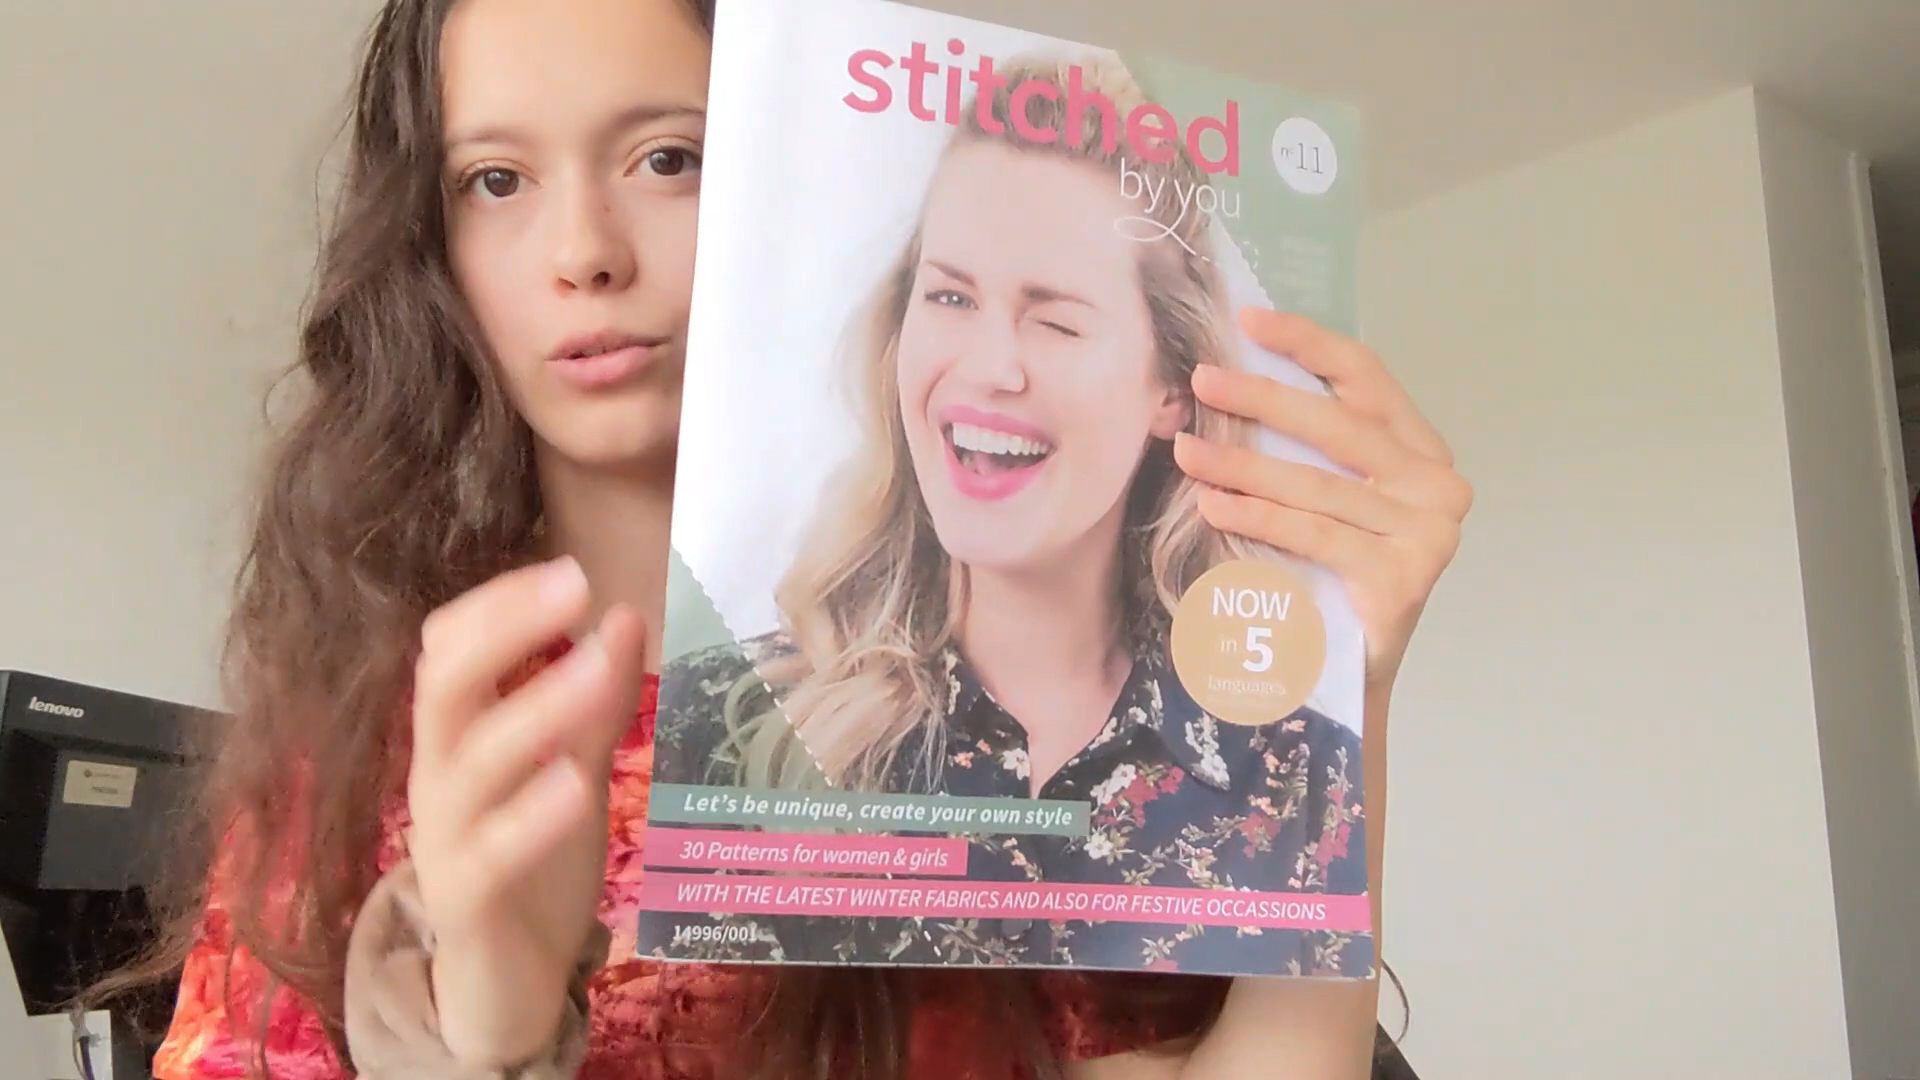 stitched
by you
n°11
NOW
in 5
languages
Let's be unique, create your own style
30 Patterns for women & girls
WITH THE LATEST WINTER FABRICS AND ALSO FOR FESTIVE OCCASSIONS
14996/001
lenovo